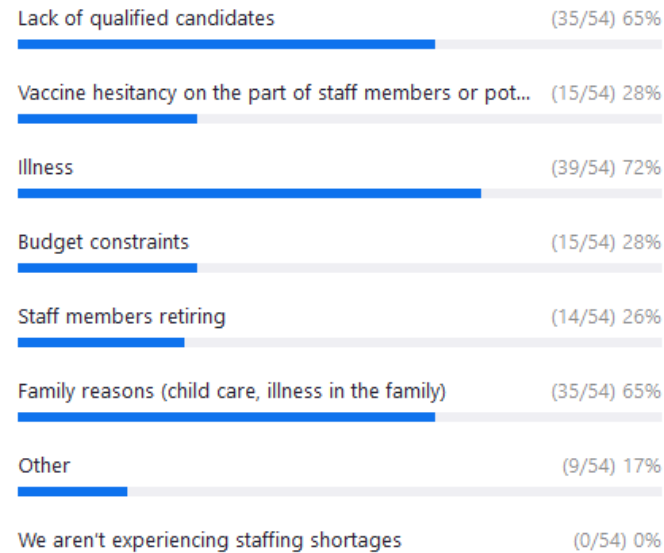 Lack of qualified candidates (35/54) 65%
Vaccine hesitancy on the part of staff members or pot... (15/54) 28%
Illness (39/54) 72%
Budget constraints (15/54) 28%
Staff members retiring (14/54) 26%
Family reasons (child care, illness in the family) (35/54) 65%
Other (9/54) 17%
We aren't experiencing staffing shortages (0/54) 0%